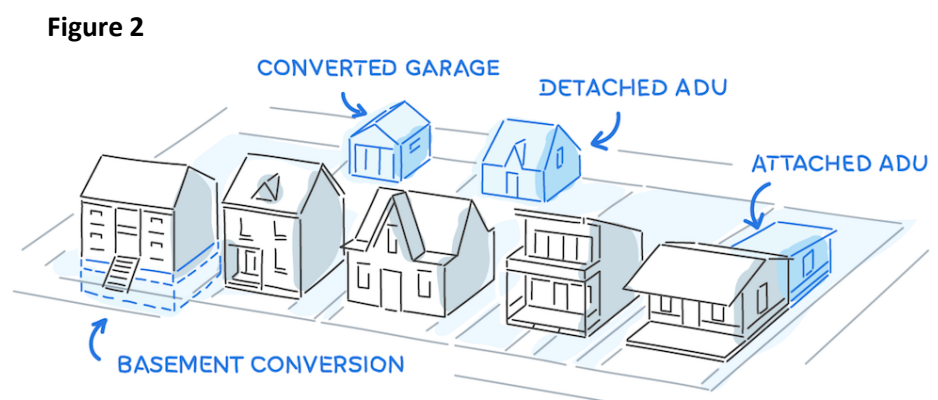 Figure 2
CONVERTED GARAGE
DETACHED ADU
ATTACHED ADU
BASEMENT CONVERSION